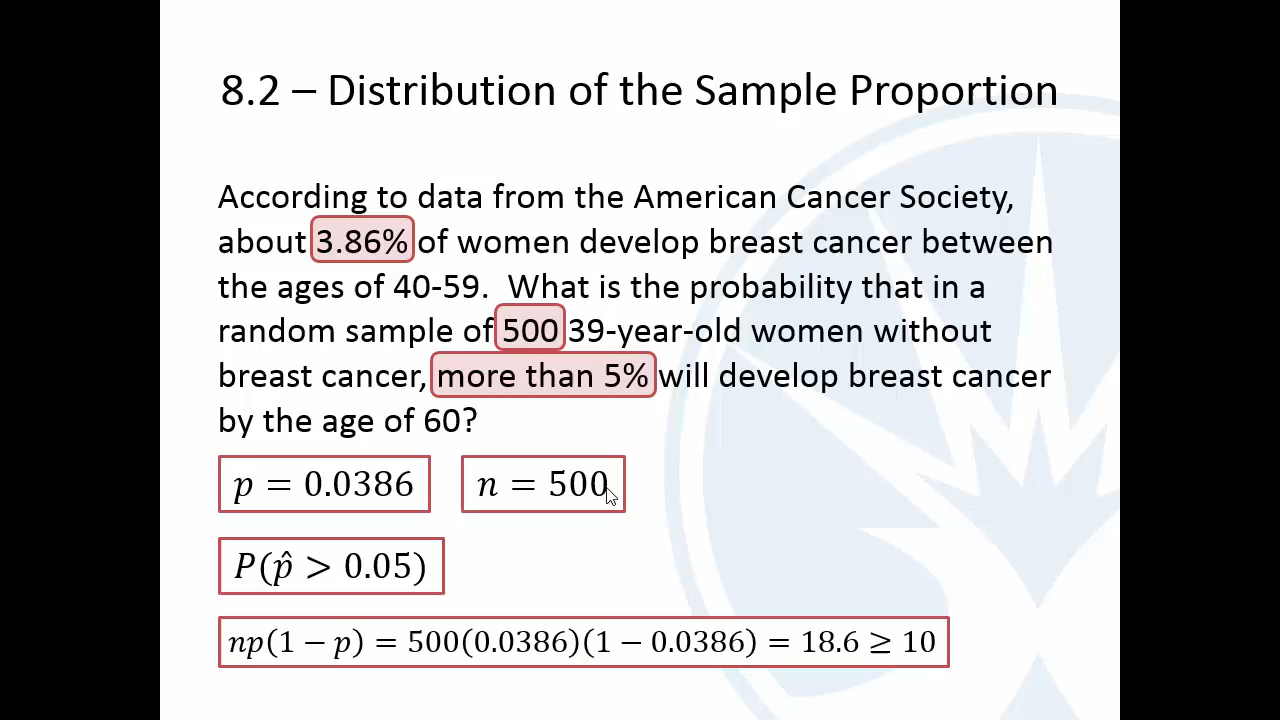 8.2 – Distribution of the Sample Proportion
According to data from the American Cancer Society,
about 3.86% of women develop breast cancer between
the ages of 40-59.  What is the probability that in a
random sample of 500 39-year-old women without
breast cancer, more than 5% will develop breast cancer
by the age of 60?
p = 0.0386 n = 500
P(p̂ > 0.05)
np(1 − p) = 500(0.0386)(1 − 0.0386) = 18.6 ≥ 10